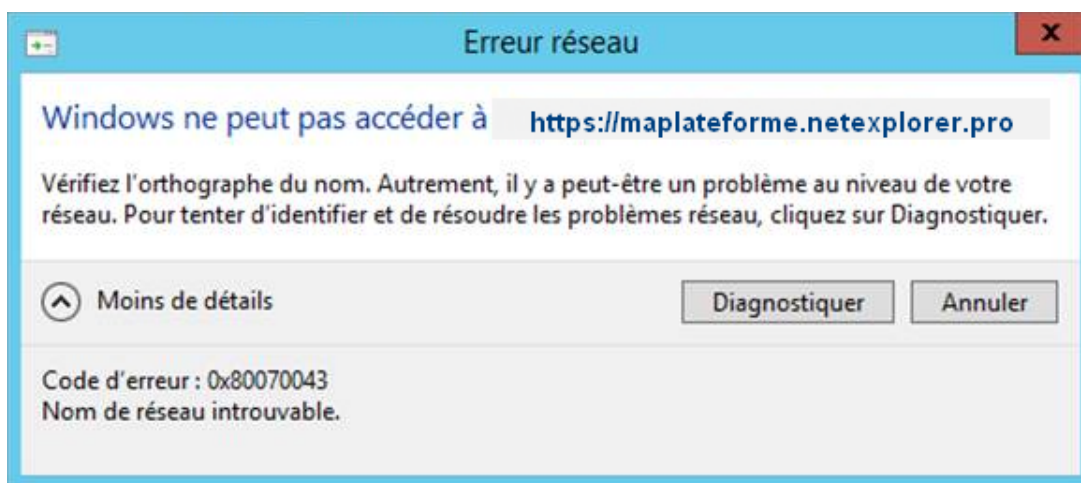 Erreur réseau
x
Windows ne peut pas accéder à https://maplateforme.netexplorer.pro
Vérifiez l'orthographe du nom. Autrement, il y a peut-être un problème au niveau de votre
réseau. Pour tenter d'identifier et de résoudre les problèmes réseau, cliquez sur Diagnostiquer.
Moins de détails
Diagnostiquer
Annuler
Code d'erreur : 0x80070043
Nom de réseau introuvable.